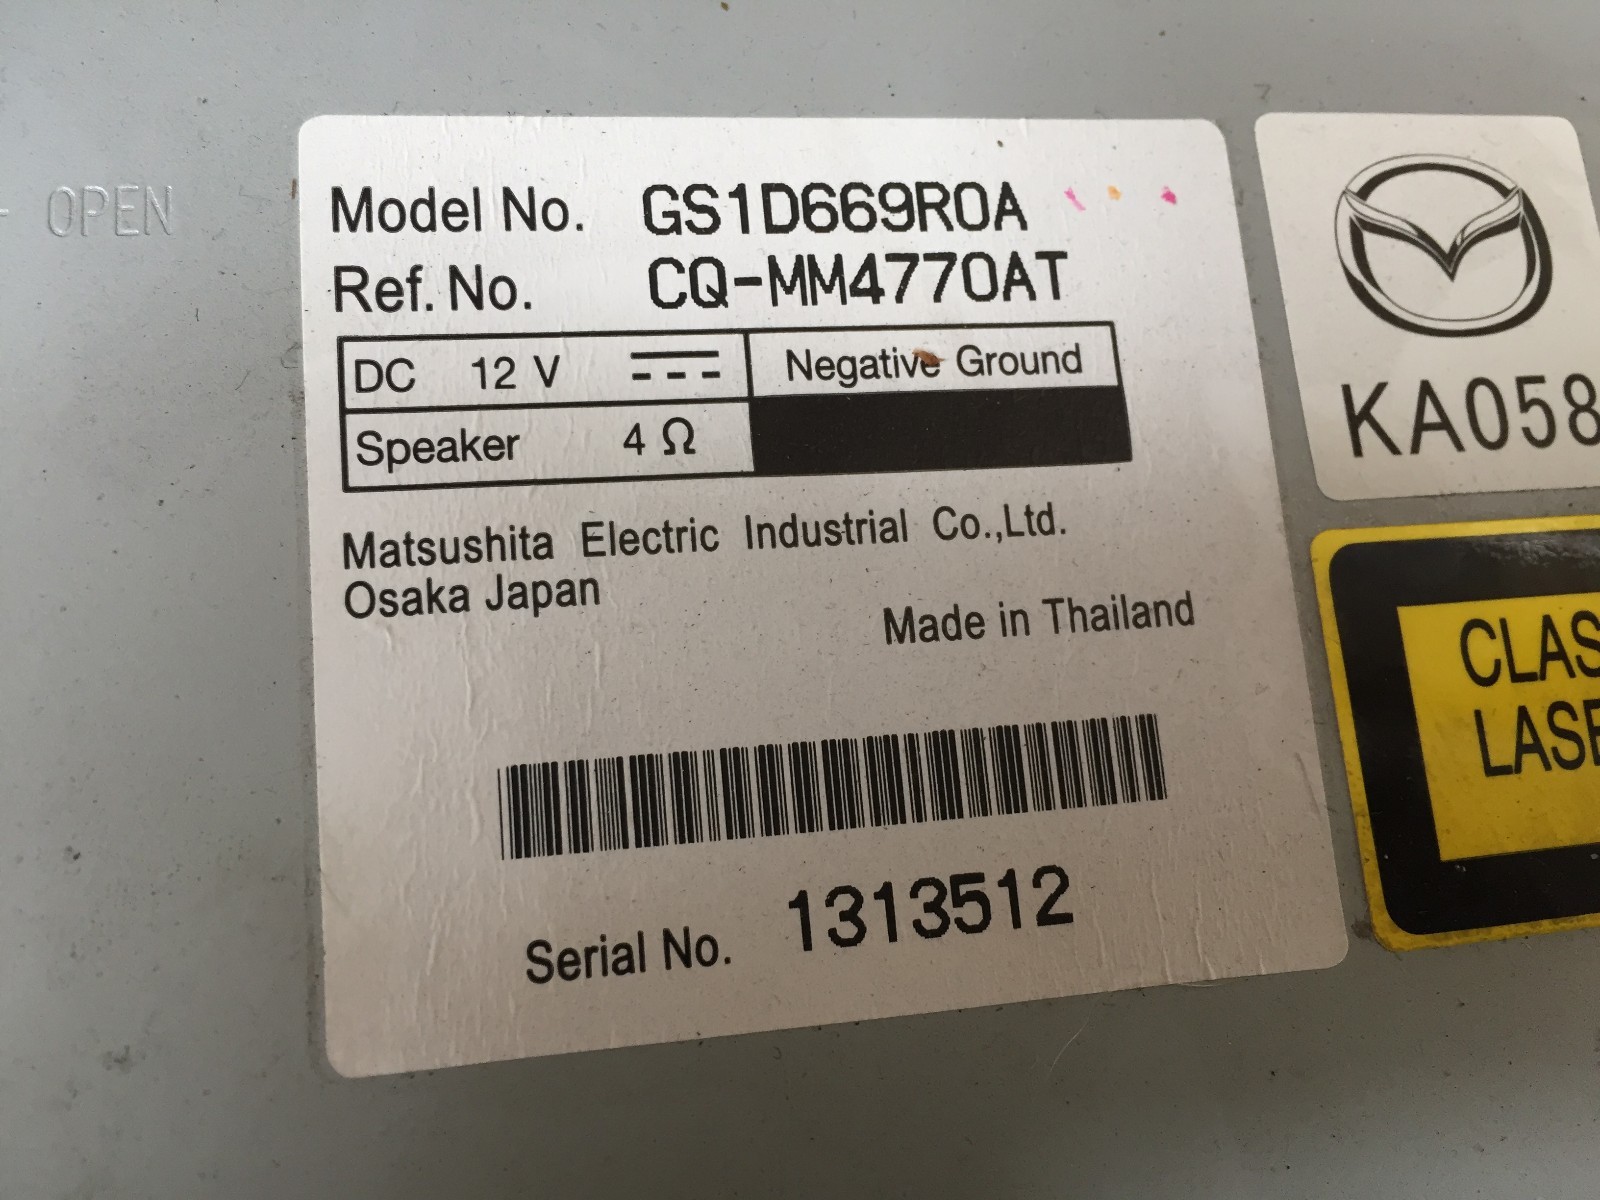 OPEN
Model No. GS1D669R0A
Ref. No. CQ-MM4770AT
DC 12 V Negative Ground
Speaker 4 Ω
Matsushita Electric Industrial Co.,Ltd.
Osaka Japan
Made in Thailand
Serial No. 1313512
KA058
CLAS
LASE